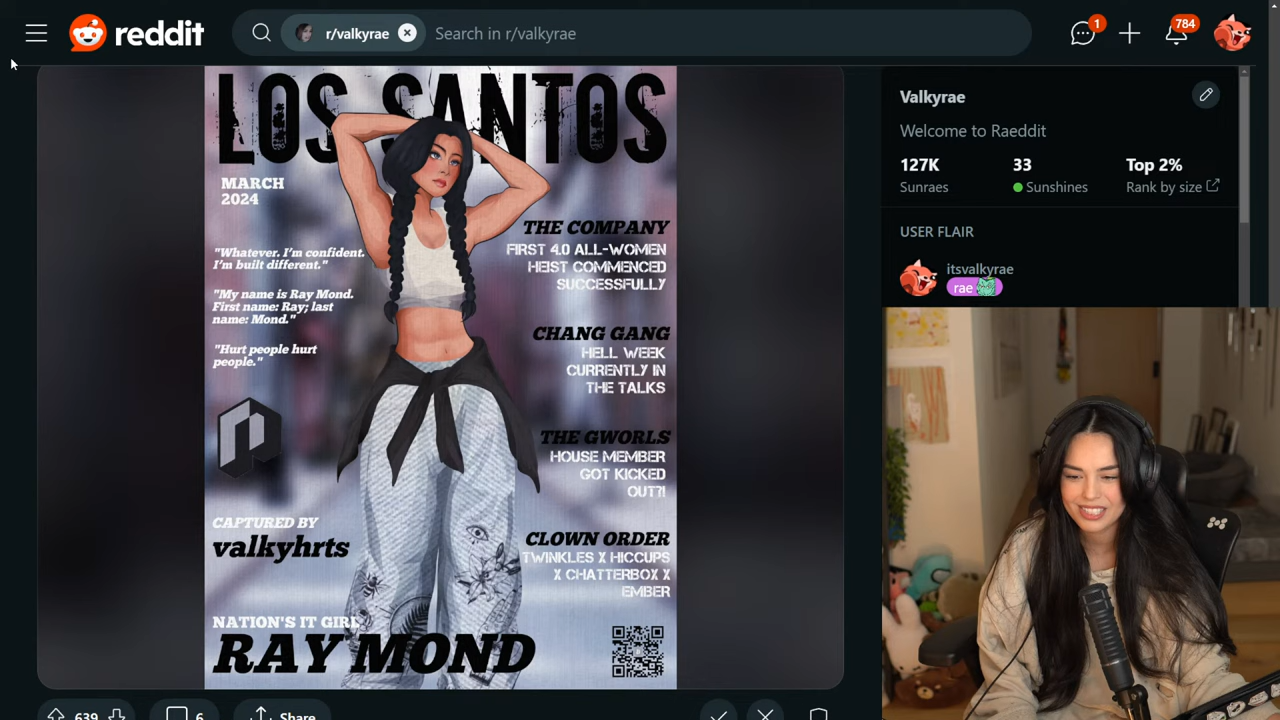 reddit
r/valkyrae
Search in r/valkyrae
1
784
LOS SANTOS
MARCH
2024
"Whatever. I'm confident.
I'm built different."
"My name is Ray Mond.
First name: Ray; last
name: Mond."
"Hurt people hurt
people."
CAPTURED BY
valkyhrts
NATION'S IT GIRL
RAY MOND
THE COMPANY
FIRST 4.0 ALL-WOMEN
HEIST COMMENCED
SUCCESSFULLY
CHANG GANG
HELL WEEK
CURRENTLY IN
THE TALKS
THE GWORLS
HOUSE MEMBER
GOT KICKED
OUT?!
CLOWN ORDER
TWINKLES X HICCUPS
X CHATTERBOX X
EMBER
639
6
Share
Valkyrae
Welcome to Raeddit
127K 33 Top 2%
Sunraes Sunshines Rank by size
USER FLAIR
itsvalkyrae
rae